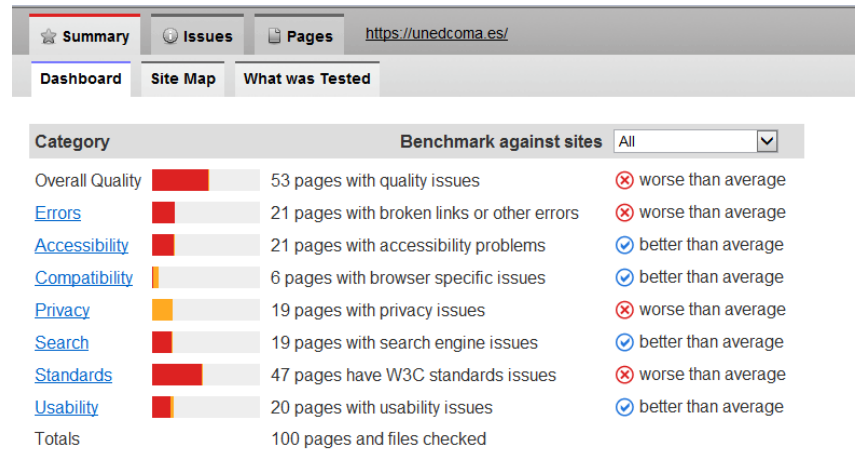 Summary Issues Pages https://unedcoma.es/
Dashboard Site Map What was Tested
Category Benchmark against sites All
Overall Quality 53 pages with quality issues worse than average
Errors 21 pages with broken links or other errors worse than average
Accessibility 21 pages with accessibility problems better than average
Compatibility 6 pages with browser specific issues better than average
Privacy 19 pages with privacy issues worse than average
Search 19 pages with search engine issues better than average
Standards 47 pages have W3C standards issues worse than average
Usability 20 pages with usability issues better than average
Totals 100 pages and files checked